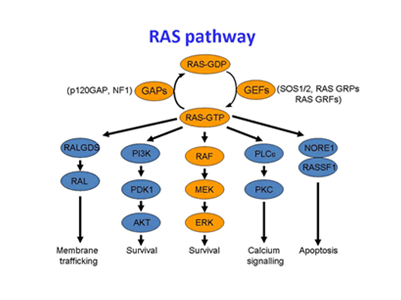 RAS pathway
RAS-GDP
(p120GAP, NF1)
GAPs
GEFs
(SOS1/2, RAS GRPs
RAS GRFs)
RAS-GTP
RALGDS
PI3K
RAF
PLCε
NORE1
RASSF1
RAL
PDK1
MEK
PKC
AKT
ERK
Membrane
trafficking
Survival
Survival
Calcium
signalling
Apoptosis